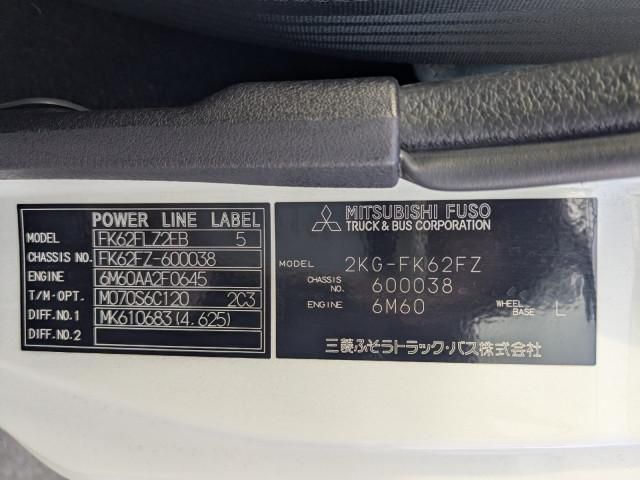 POWER LINE LABEL
MODEL FK62FLZ2EB 5
CHASSIS NO. FK62FZ-600038
ENGINE 6M60AA2F0645
T/M·OPT. M070S6C120 2C3
DIFF.NO.1 MK610683(4.625)
DIFF.NO.2
MITSUBISHI FUSO
TRUCK & BUS CORPORATION
MODEL 2KG-FK62FZ
CHASSIS NO. 600038
ENGINE 6M60 WHEEL BASE L
三菱ふそうトラック・バス株式会社